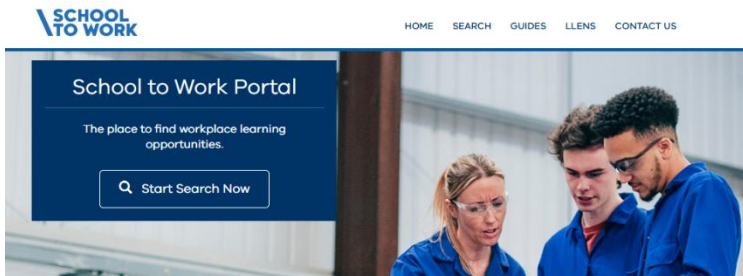 SCHOOL
TO WORK
HOME SEARCH GUIDES LLENS CONTACT US
School to Work Portal
The place to find workplace learning
opportunities.
Start Search Now